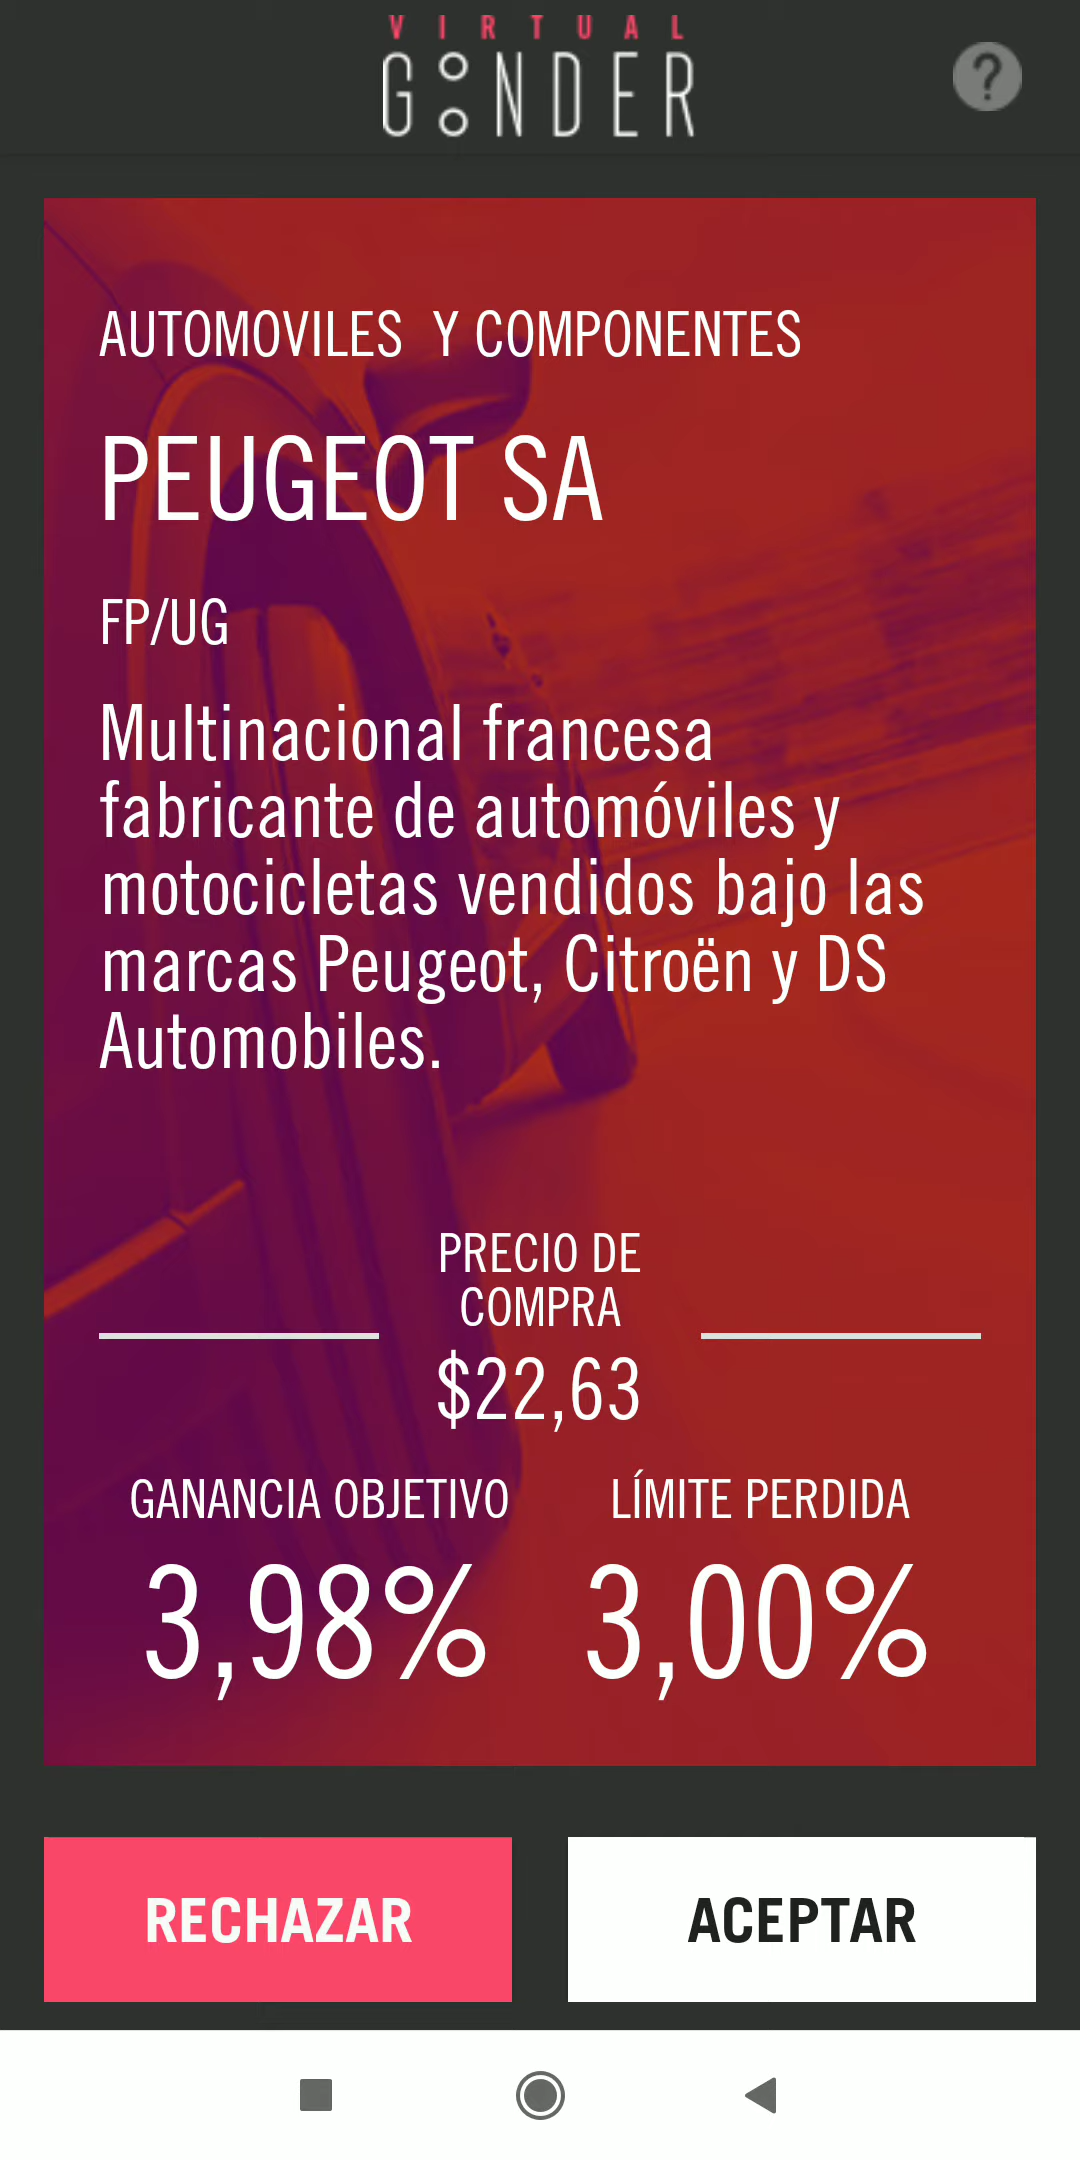 VIRTUAL
GOONDER
?
AUTOMOVILES Y COMPONENTES
PEUGEOT SA
FP/UG
Multinacional francesa
fabricante de automóviles y
motocicletas vendidos bajo las
marcas Peugeot, Citroën y DS
Automobiles.
PRECIO DE
COMPRA
$22,63
GANANCIA OBJETIVO LÍMITE PERDIDA
3,98% 3,00%
RECHAZAR ACEPTAR